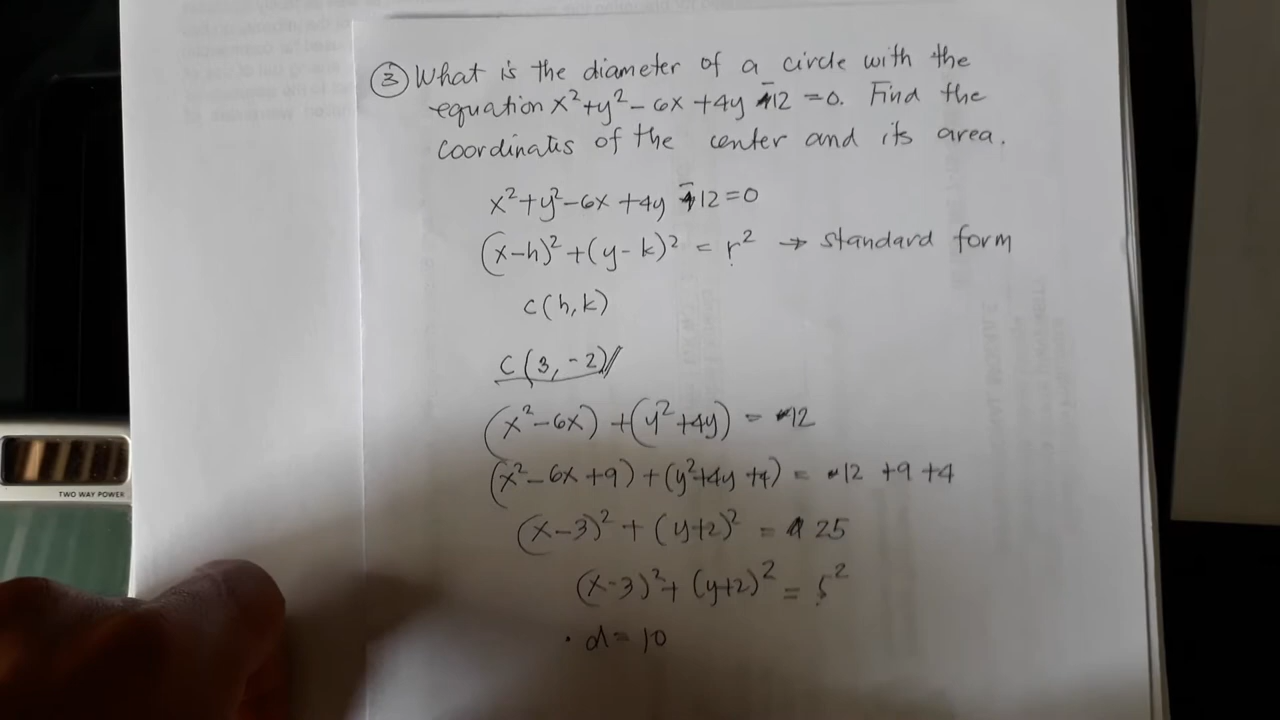 ③ What is the diameter of a circle with the
equation x²+y²-6x+4y-12=0. Find the
coordinates of the center and its area.
x²+y²-6x+4y-12=0
(x-h)²+(y-k)² = r² → standard form
C(h,k)
C(3,-2)//
(x²-6x)+(y²+4y) = 12
(x²-6x+9)+(y²+4y+4) = 12+9+4
(x-3)²+(y+2)² = 25
(x-3)²+(y+2)² = 5²
TWO WAY POWER
. d = 10